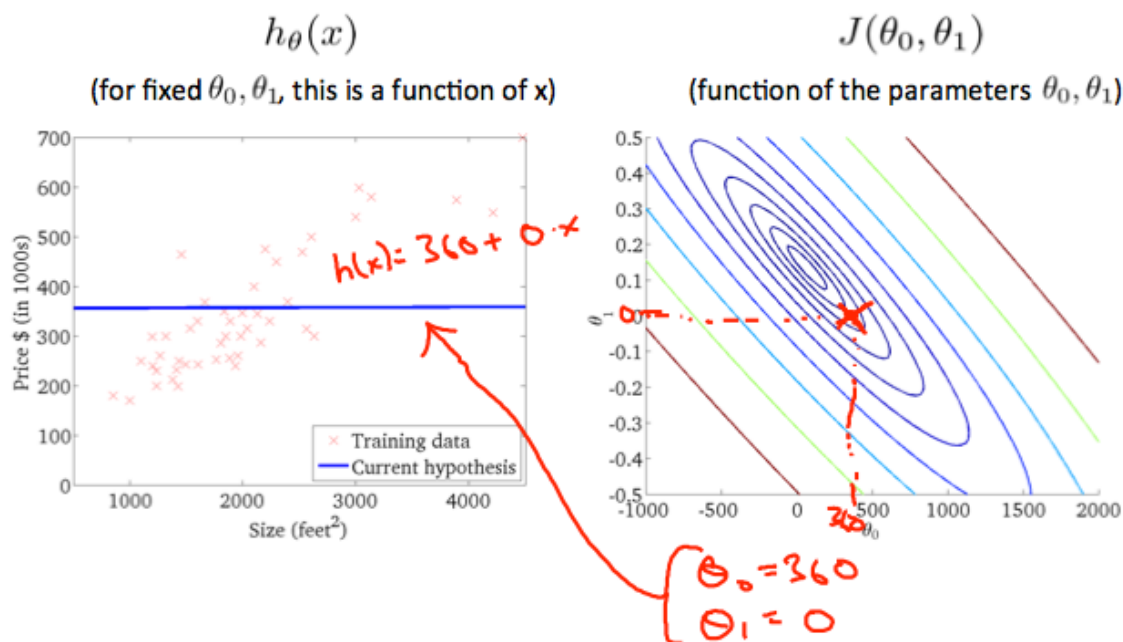 hθ(x)
(for fixed θ0, θ1, this is a function of x)
700
600
500
400
300
200
100
0
Price $ (in 1000s)
h(x) = 360 + 0·x
Training data
Current hypothesis
1000
2000
3000
4000
Size (feet²)
J(θ0, θ1)
(function of the parameters θ0, θ1)
0.5
0.4
0.3
0.2
0.1
0
0
-0.1
-0.2
-0.3
-0.4
-0.5
θ1
-1000
-500
0
500
1000
1500
2000
360
θ0
θ0 = 360
θ1 = 0